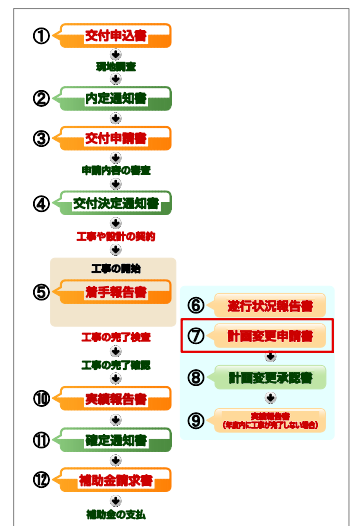 ① 交付申込書
現地調査
② 内定通知書
③ 交付申請書
申請内容の審査
④ 交付決定通知書
工事や設計の契約
工事の開始
⑤ 着手報告書
⑥ 遂行状況報告書
⑦ 計画変更申請書
⑧ 計画変更承認書
⑨ 実績報告書
(年度内に工事が完了しない場合)
工事の完了検査
工事の完了確認
⑩ 実績報告書
⑪ 確定通知書
⑫ 補助金請求書
補助金の支払